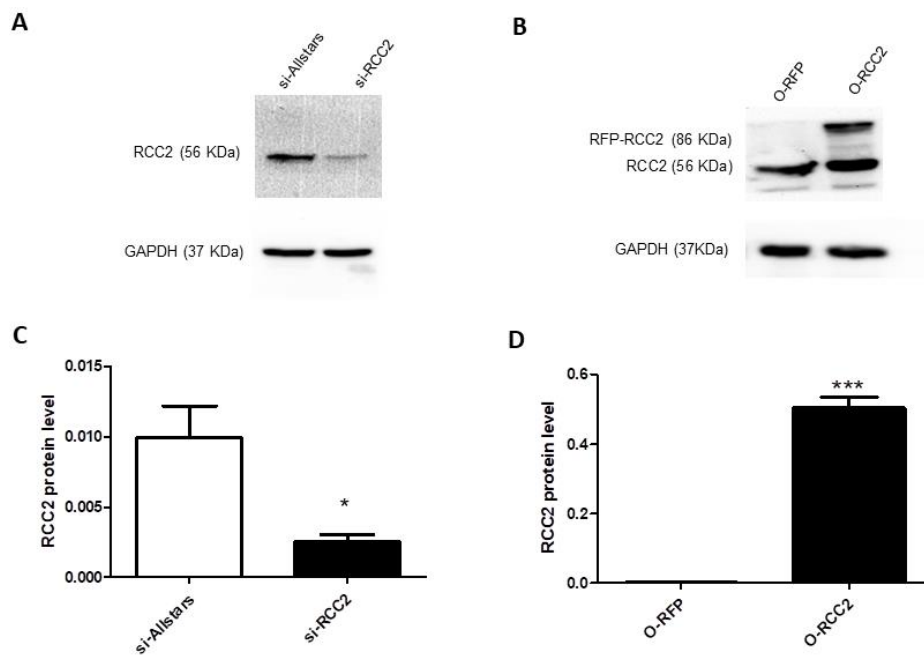 A
si-Allstars
si-RCC2
RCC2 (56 KDa)
GAPDH (37 KDa)
B
O-RFP
O-RCC2
RFP-RCC2 (86 KDa)
RCC2 (56 KDa)
GAPDH (37KDa)
C
RCC2 protein level
0.015
0.010
0.005
0.000
*
si-Allstars
si-RCC2
D
RCC2 protein level
0.6
0.4
0.2
0.0
***
O-RFP
O-RCC2